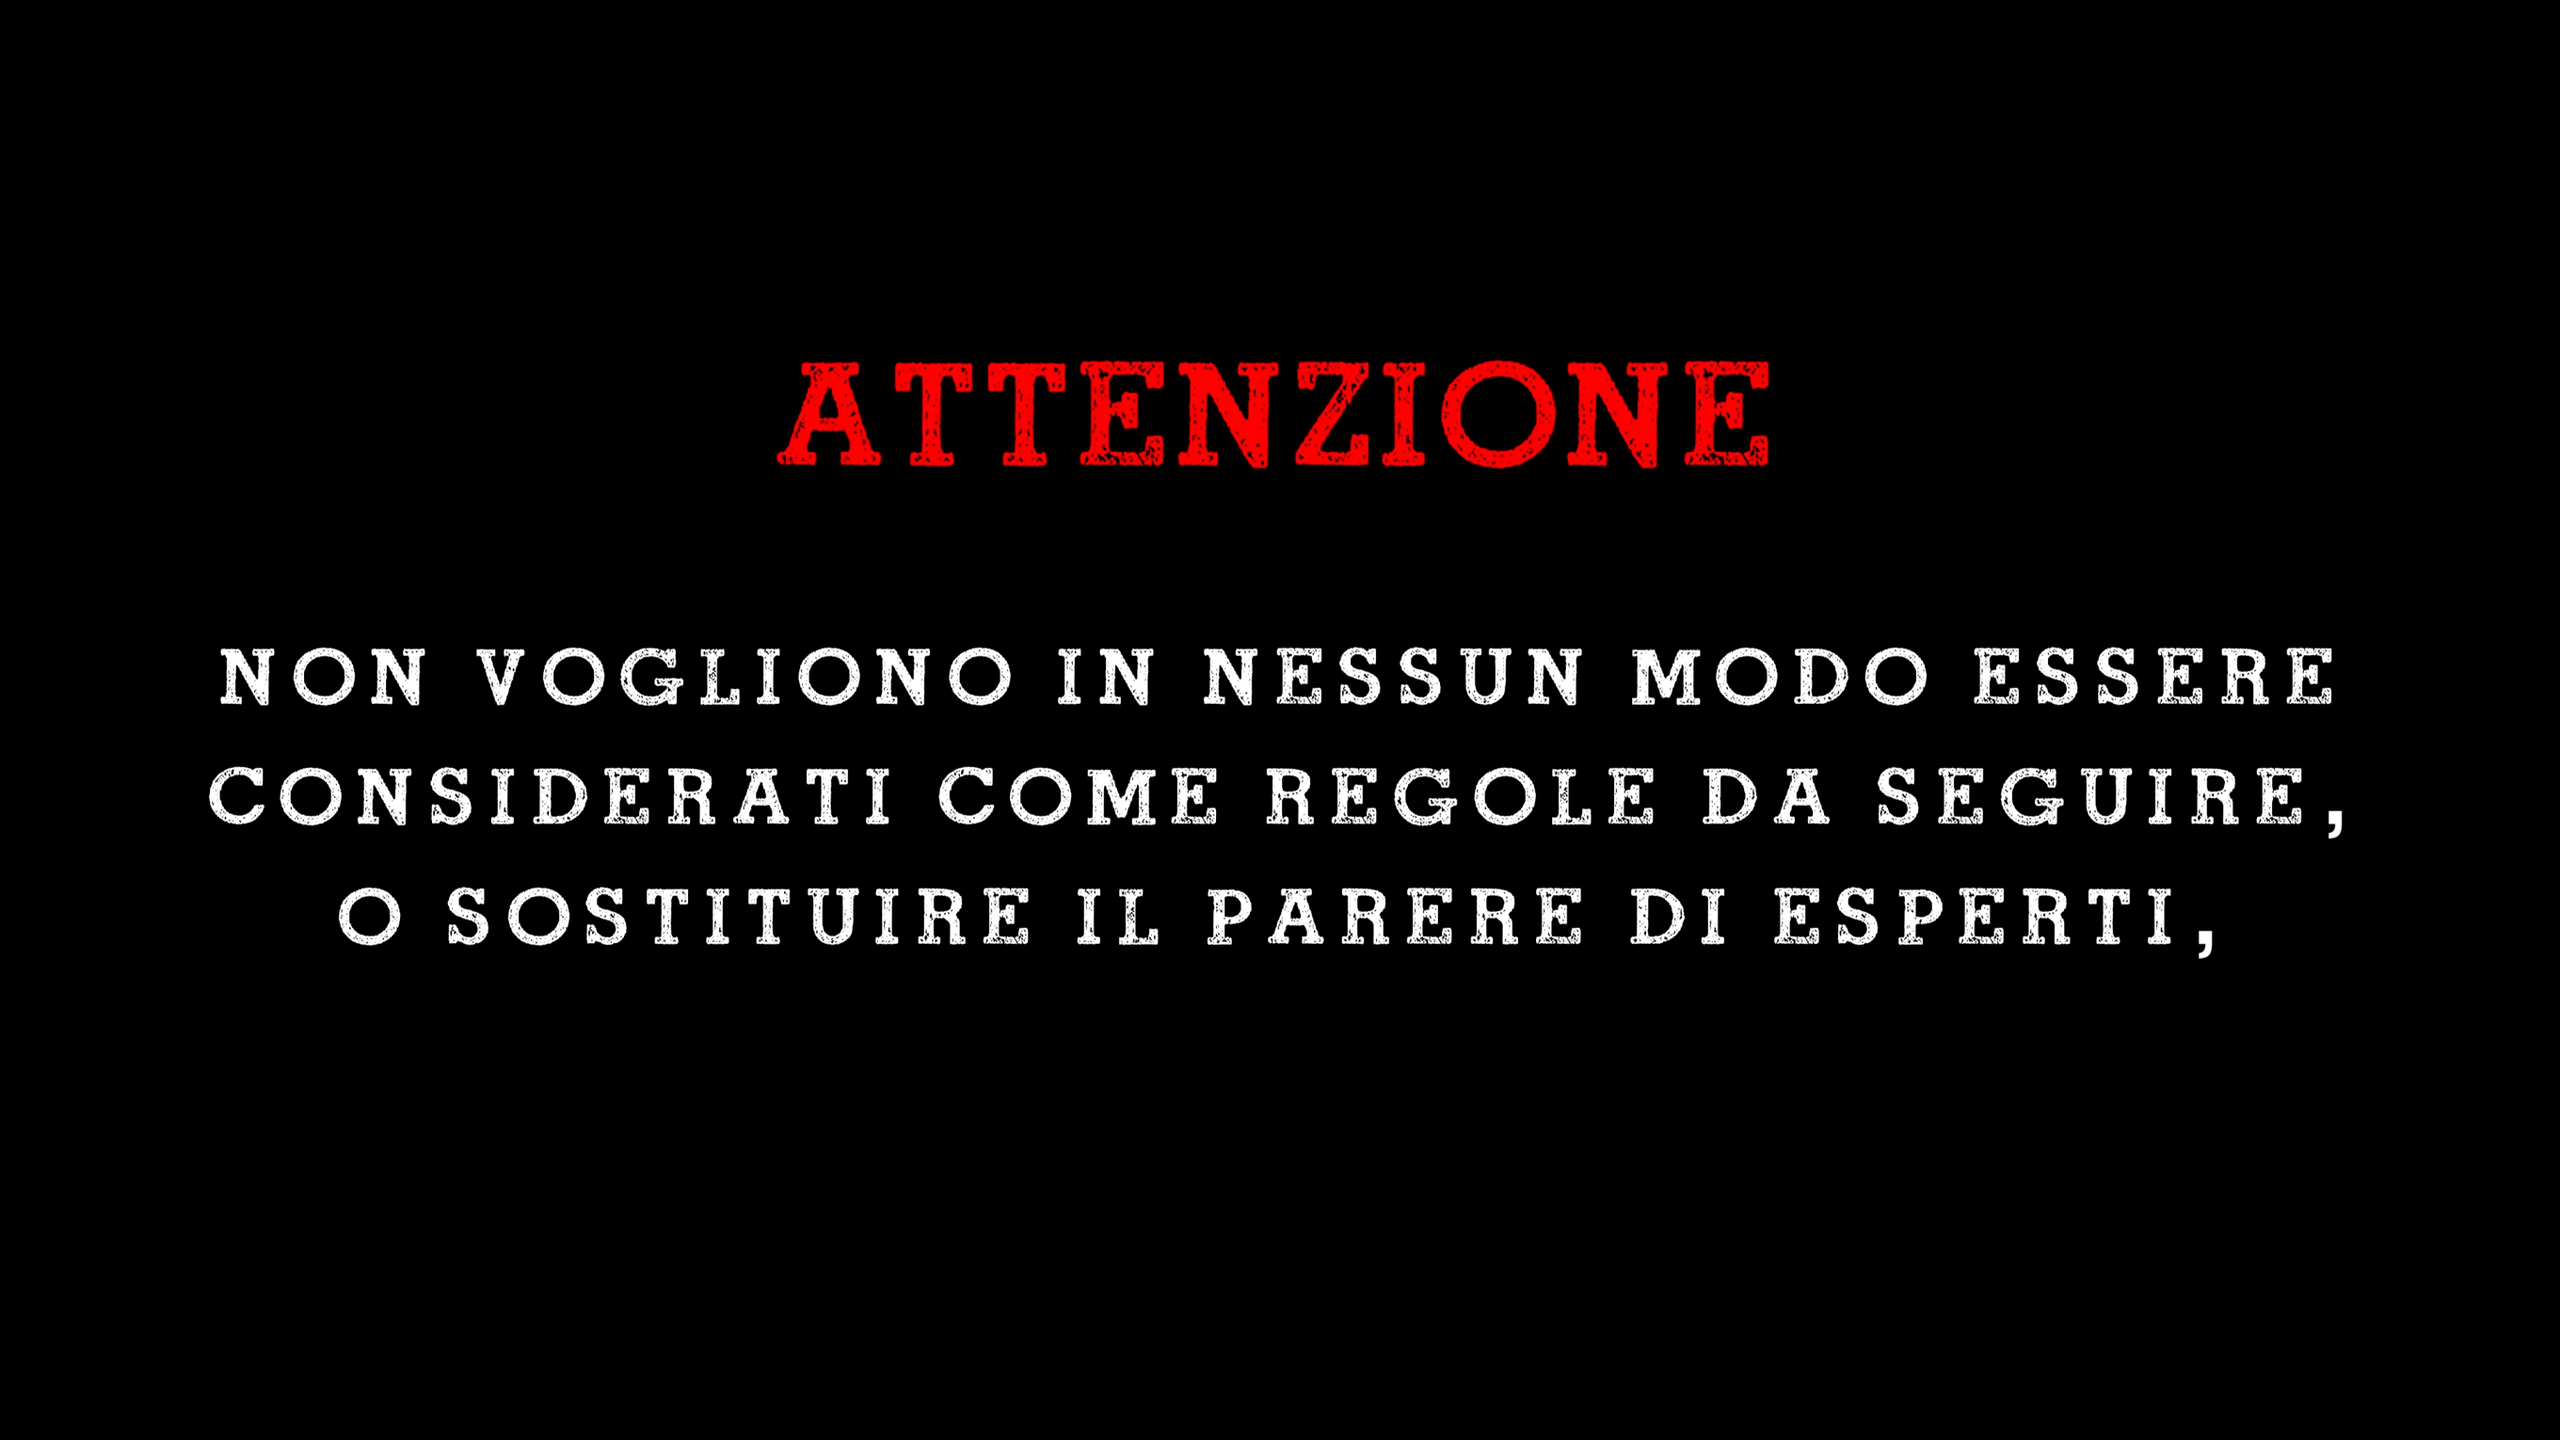 ATTENZIONE
NON VOGLIONO IN NESSUN MODO ESSERE
CONSIDERATI COME REGOLE DA SEGUIRE,
O SOSTITUIRE IL PARERE DI ESPERTI,